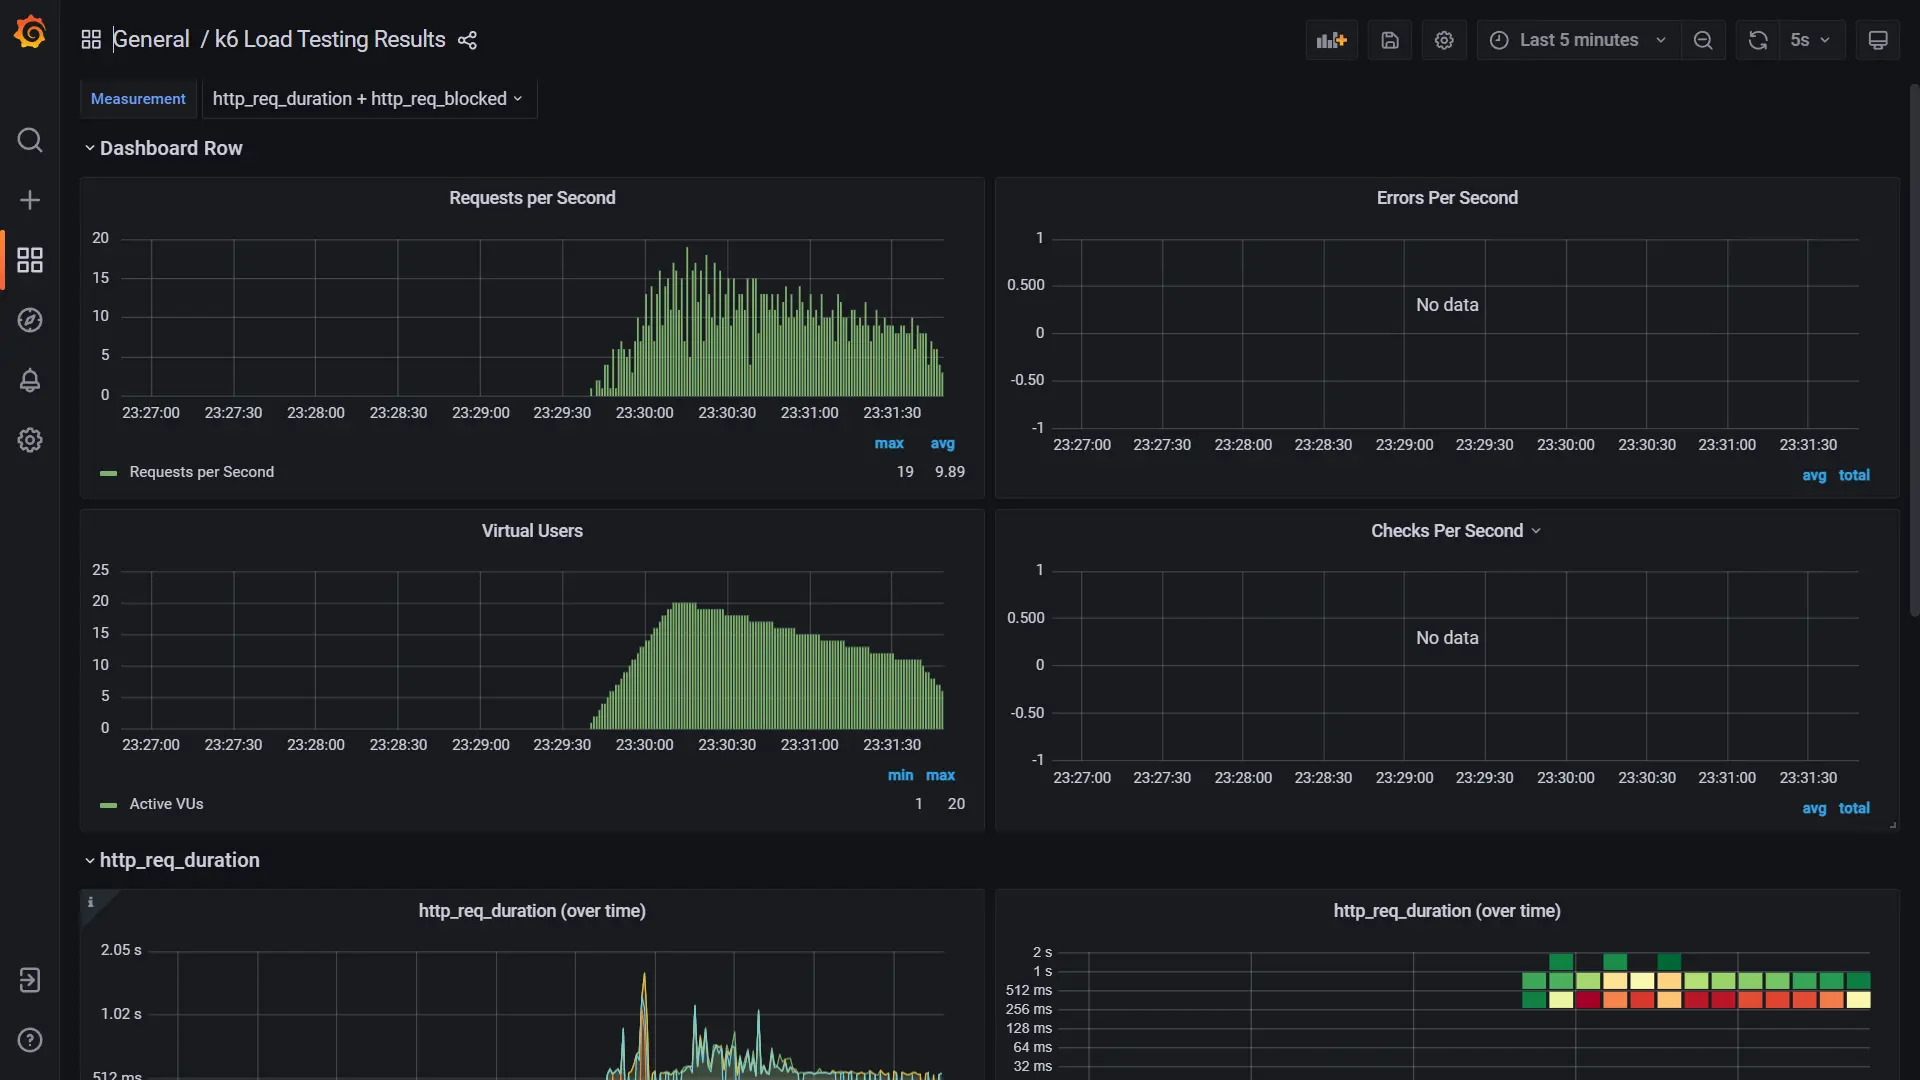 General / k6 Load Testing Results
Last 5 minutes
5s
Measurement
http_req_duration + http_req_blocked
Dashboard Row
Requests per Second
20
15
10
5
0
23:27:00 23:27:30 23:28:00 23:28:30 23:29:00 23:29:30 23:30:00 23:30:30 23:31:00 23:31:30
max avg
Requests per Second 19 9.89
Errors Per Second
1
0.500
0
-0.50
-1
No data
23:27:00 23:27:30 23:28:00 23:28:30 23:29:00 23:29:30 23:30:00 23:30:30 23:31:00 23:31:30
avg total
Virtual Users
25
20
15
10
5
0
23:27:00 23:27:30 23:28:00 23:28:30 23:29:00 23:29:30 23:30:00 23:30:30 23:31:00 23:31:30
min max
Active VUs 1 20
Checks Per Second
1
0.500
0
-0.50
-1
No data
23:27:00 23:27:30 23:28:00 23:28:30 23:29:00 23:29:30 23:30:00 23:30:30 23:31:00 23:31:30
avg total
http_req_duration
i
http_req_duration (over time)
2.05 s
1.02 s
512 ms
http_req_duration (over time)
2 s
1 s
512 ms
256 ms
128 ms
64 ms
32 ms